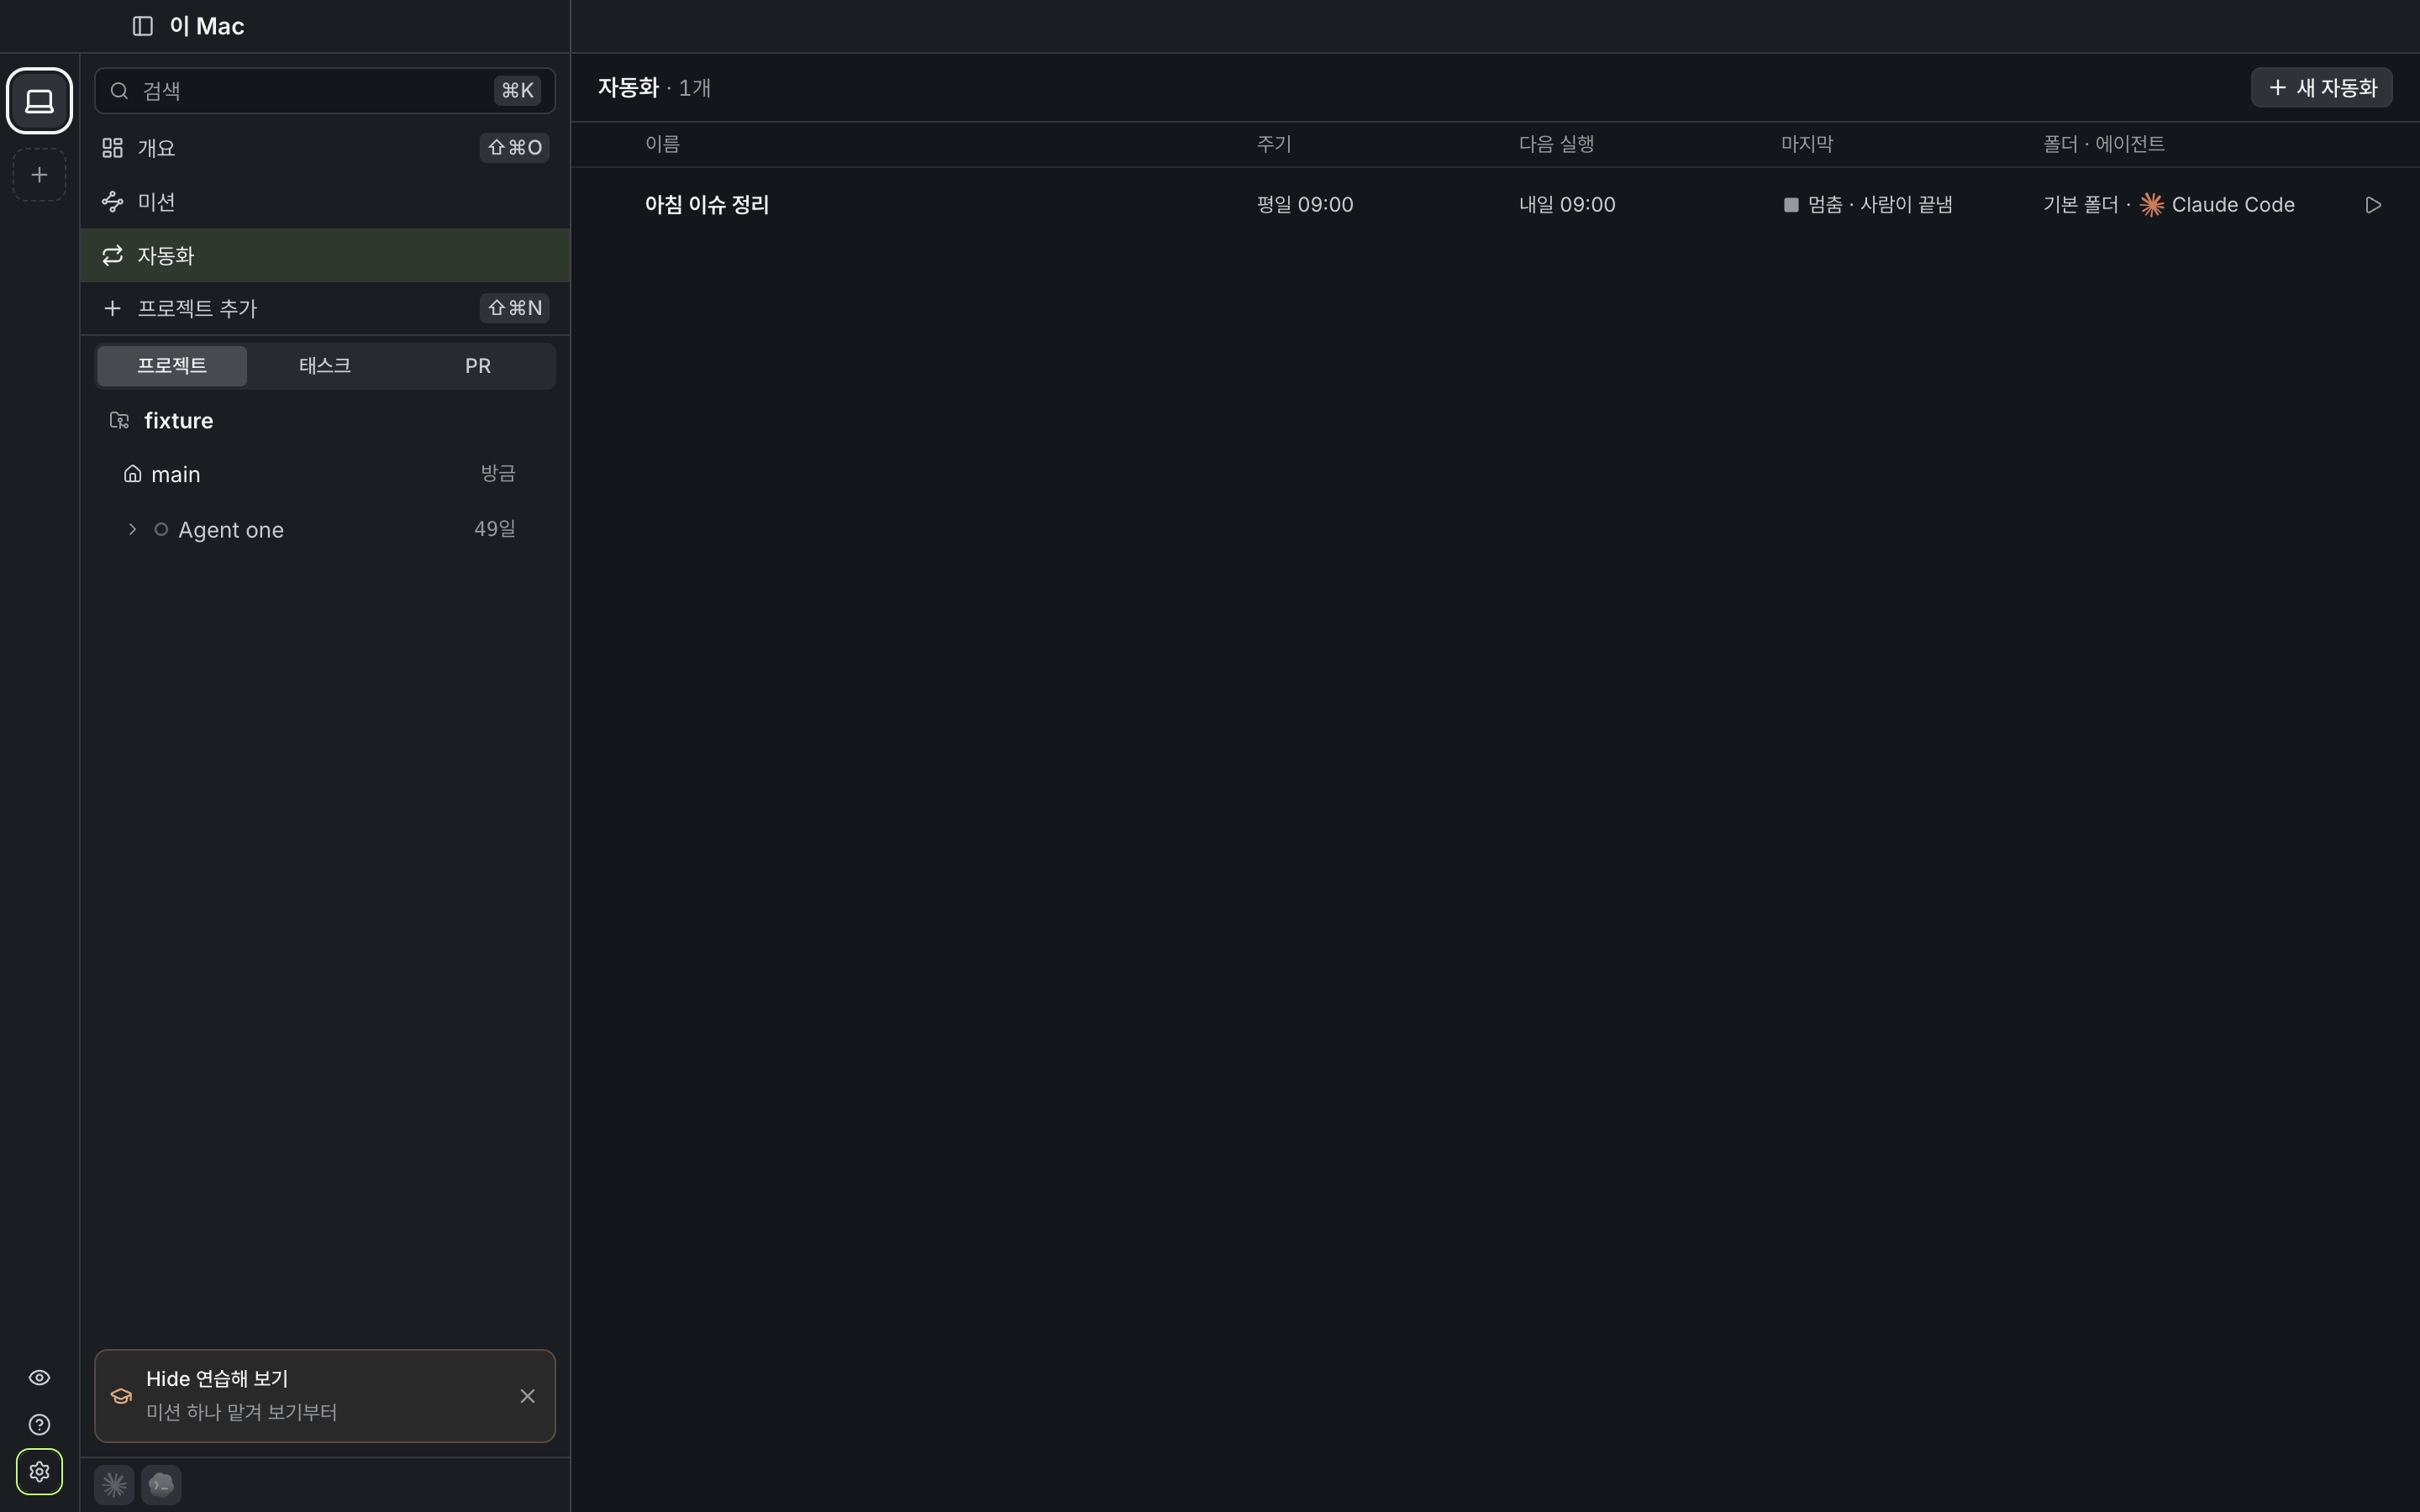 이 Mac
검색 ⌘K
개요 ⇧⌘O
미션
자동화
프로젝트 추가 ⇧⌘N
프로젝트 태스크 PR
fixture
main 방금
Agent one 49일
Hide 연습해 보기
미션 하나 맡겨 보기부터
자동화 · 1개
새 자동화
이름 주기 다음 실행 마지막 폴더 · 에이전트
아침 이슈 정리 평일 09:00 내일 09:00 멈춤 · 사람이 끝냄 기본 폴더 · Claude Code